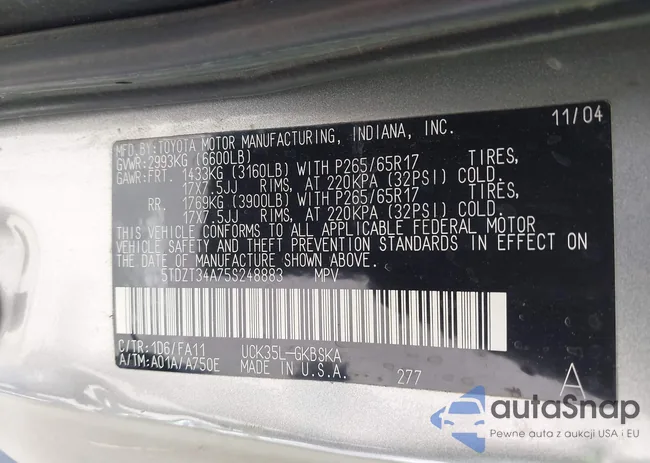 11/04
MFD.BY:TOYOTA MOTOR MANUFACTURING, INDIANA, INC.
GVWR:2993KG (6600LB)
GAWR:FRT. 1433KG (3160LB) WITH P265/65R17 TIRES,
17X7.5JJ RIMS, AT 220KPA (32PSI) COLD.
RR. 1769KG (3900LB) WITH P265/65R17 TIRES,
17X7.5JJ RIMS, AT 220KPA (32PSI) COLD.
THIS VEHICLE CONFORMS TO ALL APPLICABLE FEDERAL MOTOR
VEHICLE SAFETY AND THEFT PREVENTION STANDARDS IN EFFECT ON
THE DATE OF MANUFACTURE SHOWN ABOVE.
5TDZT34A75S248883 MPV
C/TR:1D6/FA11 UCK35L-GKBSKA
A/TM:A01A/A750E MADE IN U.S.A. 277 A
autoSnap
Pewne auta z aukcji USA i EU